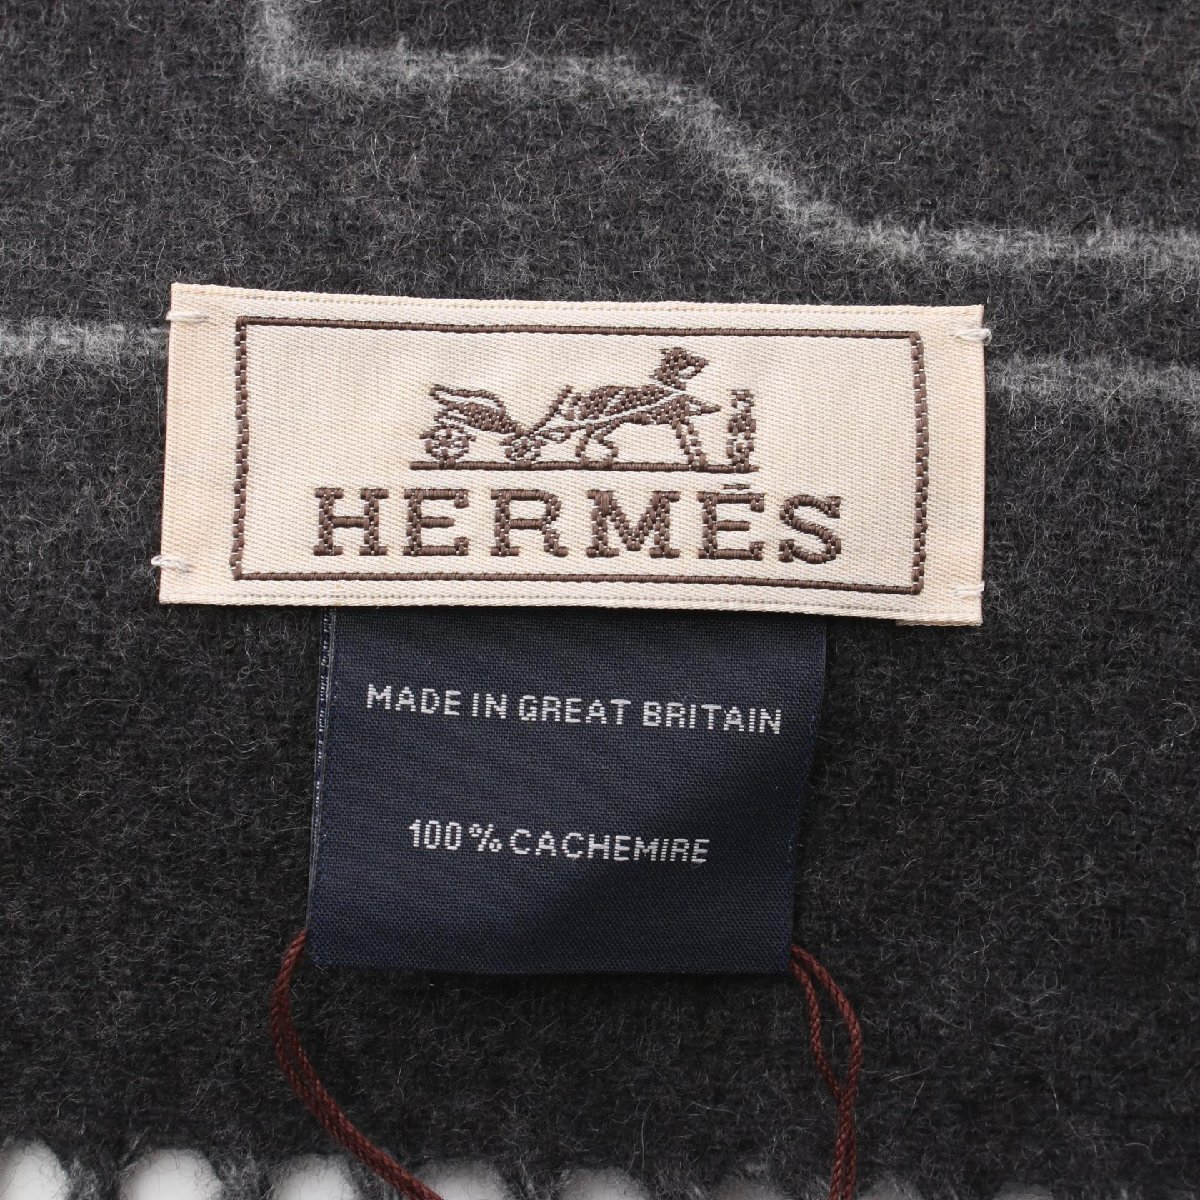 HERMÈS
MADE IN GREAT BRITAIN
100% CACHEMIRE